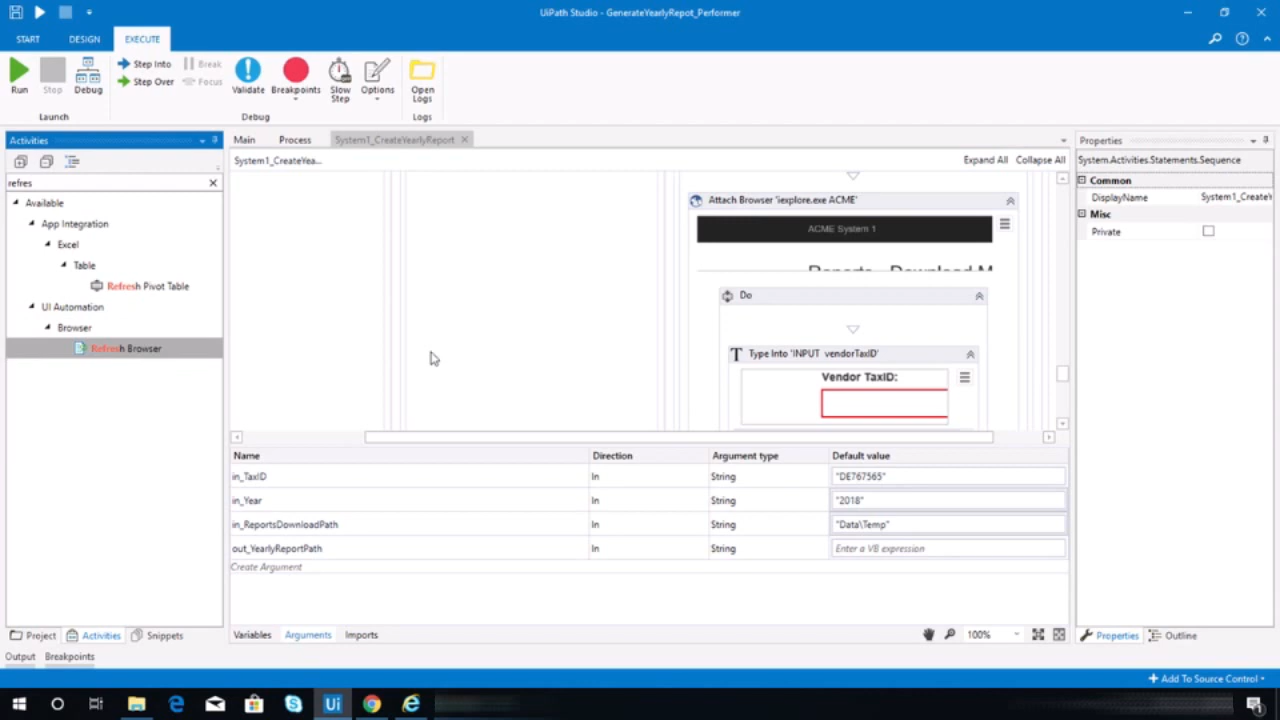 UiPath Studio - GenerateYearlyRepot_Performer
START DESIGN EXECUTE
Run Stop Debug Step Into Step Over Break Focus Validate Breakpoints Slow Step Options Open Logs
Launch Debug Logs
Activities
refres
Available
App Integration
Excel
Table
Refresh Pivot Table
UI Automation
Browser
Refresh Browser
Project Activities Snippets
Output Breakpoints
Main Process System1_CreateYearlyReport
System1_CreateYea... Expand All Collapse All
Attach Browser 'iexplore.exe ACME'
ACME System 1
Reports - Download M
Do
Type Into 'INPUT vendorTaxID'
Vendor TaxID:
Name Direction Argument type Default value
in_TaxID In String "DE767565"
in_Year In String "2018"
in_ReportsDownloadPath In String "Data\Temp"
out_YearlyReportPath In String Enter a VB expression
Create Argument
Variables Arguments Imports 100%
Properties
System.Activities.Statements.Sequence
Common
DisplayName System1_CreateY
Misc
Private
Properties Outline
Add To Source Control
Ui
1